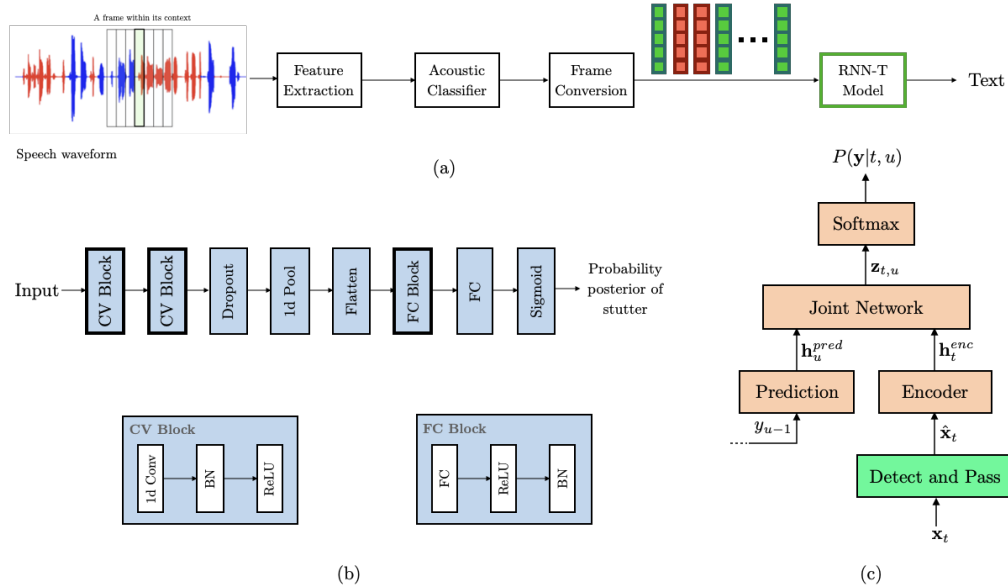 A frame within its context
Speech waveform
Feature
Extraction
Acoustic
Classifier
Frame
Conversion
RNN-T
Model
Text
(a)
Input
CV Block
CV Block
Dropout
1d Pool
Flatten
FC Block
FC
Sigmoid
Probability
posterior of
stutter
CV Block
1d Conv
BN
ReLU
FC Block
FC
ReLU
BN
(b)
P(y|t, u)
Softmax
z_{t,u}
Joint Network
h_u^{pred}
h_t^{enc}
Prediction
Encoder
y_{u−1}
x̂_t
Detect and Pass
x_t
(c)